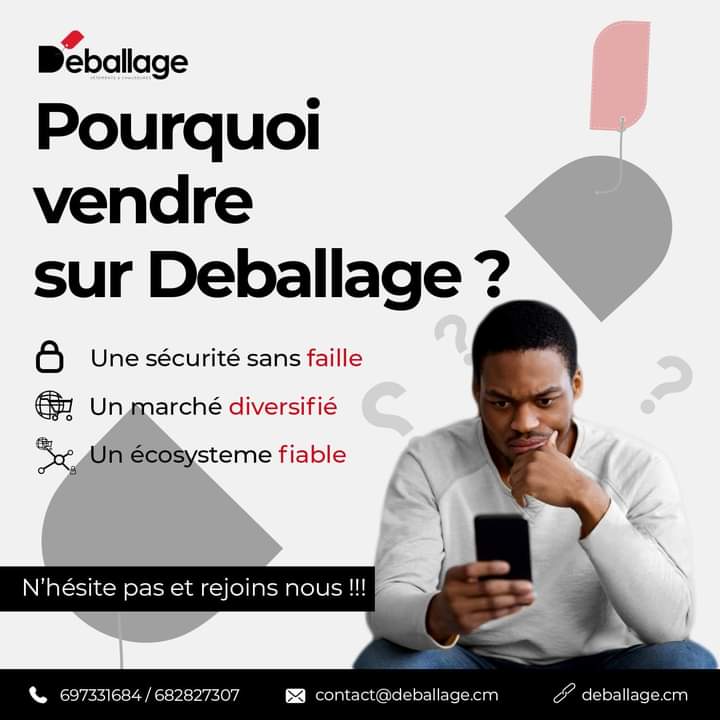 Deballage
VÊTEMENTS & CHAUSSURES
Pourquoi
vendre
sur Deballage ?
Une sécurité sans faille
Un marché diversifié
Un écosysteme fiable
N'hésite pas et rejoins nous !!!
697331684 / 682827307
contact@deballage.cm
deballage.cm